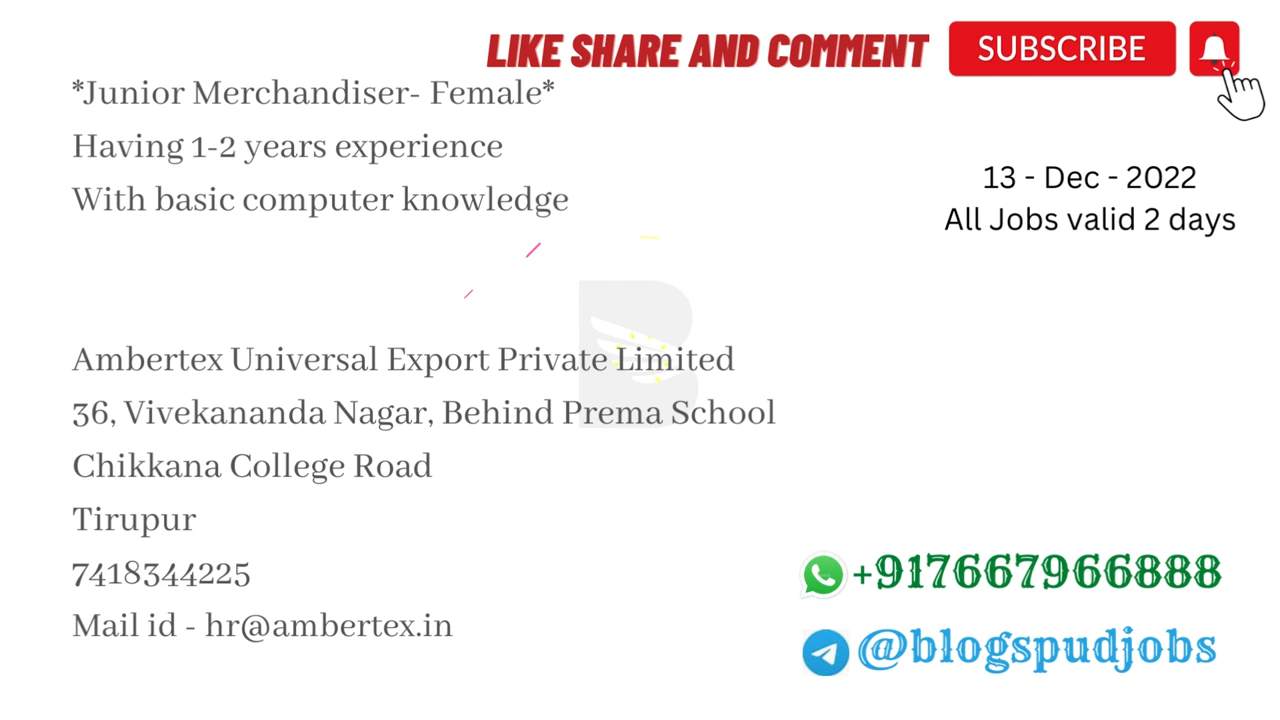 LIKE SHARE AND COMMENT
SUBSCRIBE
*Junior Merchandiser- Female*
Having 1-2 years experience
With basic computer knowledge
13 - Dec - 2022
All Jobs valid 2 days
Ambertex Universal Export Private Limited
36, Vivekananda Nagar, Behind Prema School
Chikkana College Road
Tirupur
7418344225
Mail id - hr@ambertex.in
+917667966888
@blogspudjobs